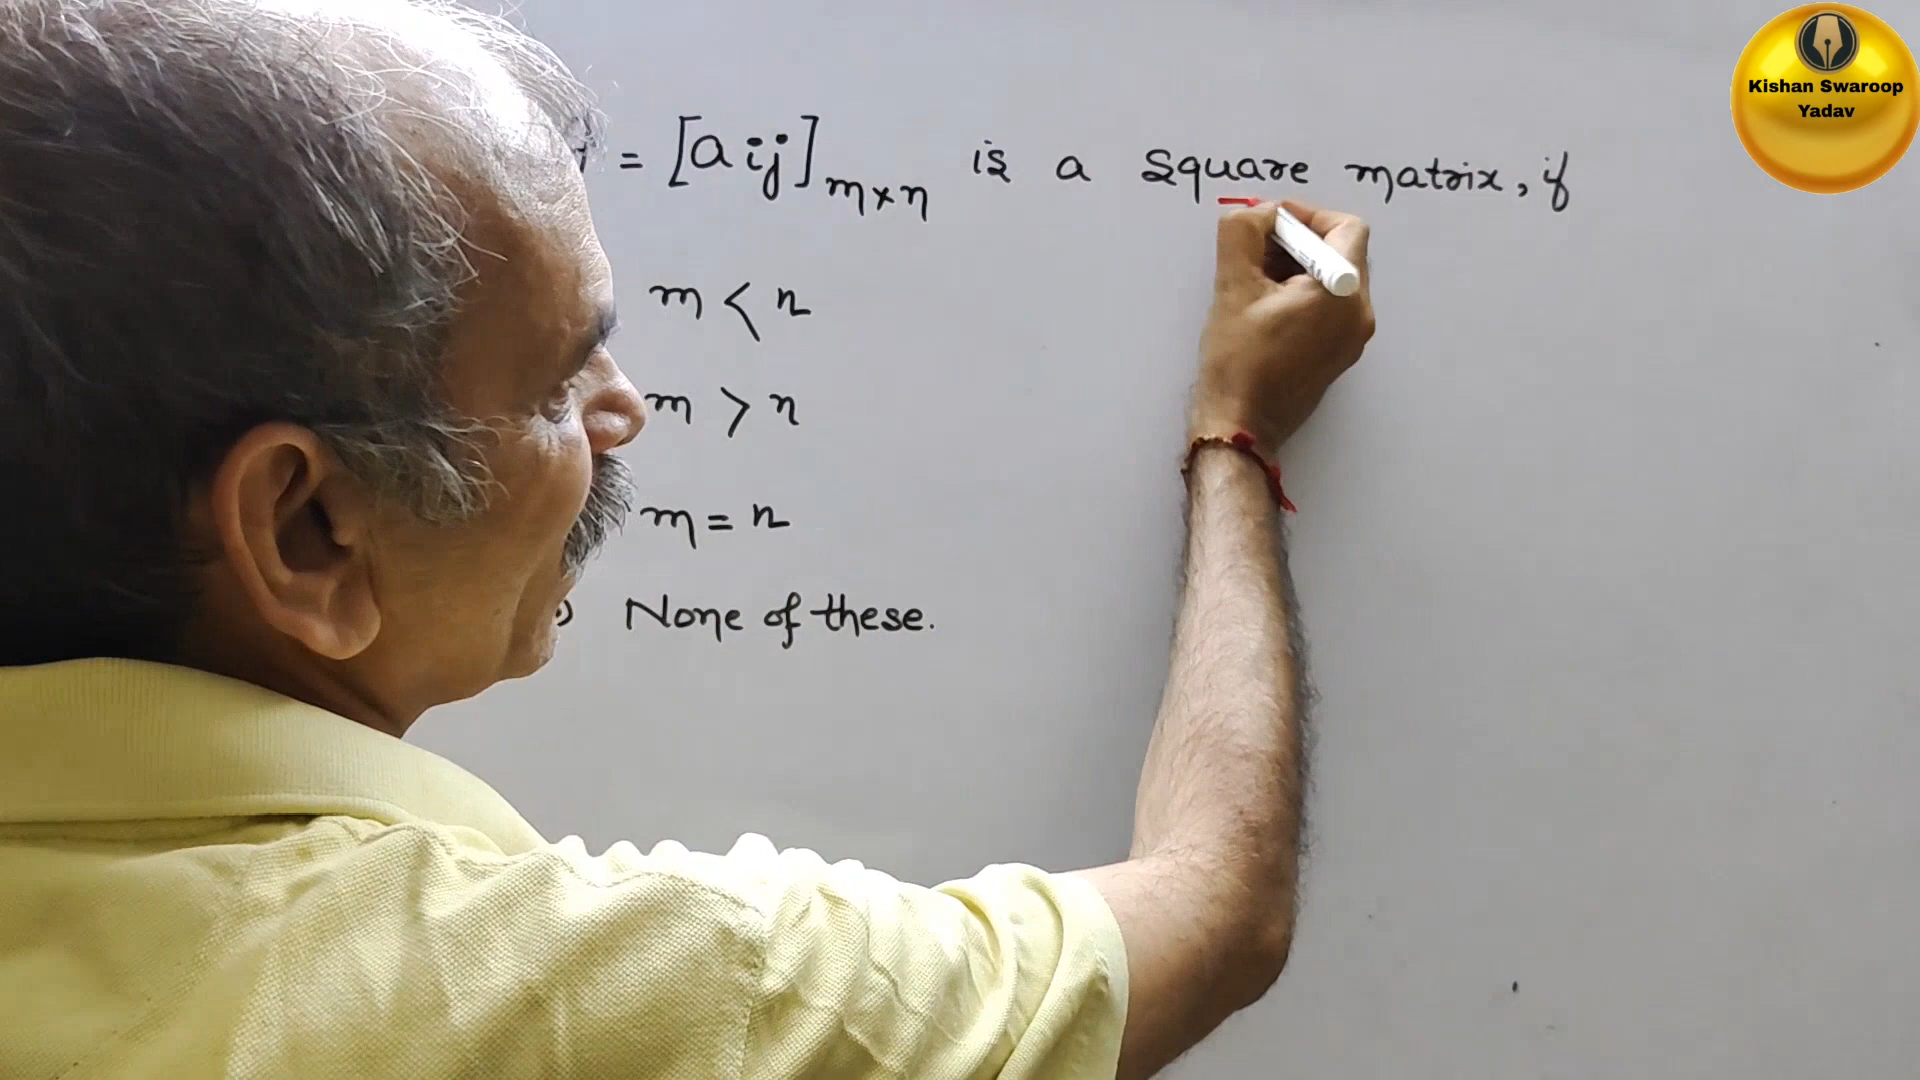 = [aij]m×n is a square matrix, if
m < n
m > n
m = n
) None of these.
Kishan Swaroop
Yadav